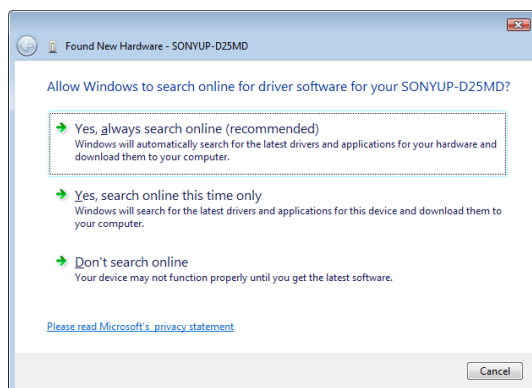 Found New Hardware - SONYUP-D25MD
Allow Windows to search online for driver software for your SONYUP-D25MD?
Yes, always search online (recommended)
Windows will automatically search for the latest drivers and applications for your hardware and
download them to your computer.
Yes, search online this time only
Windows will search for the latest drivers and applications for this device and download them to
your computer.
Don't search online
Your device may not function properly until you get the latest software.
Please read Microsoft's privacy statement
Cancel